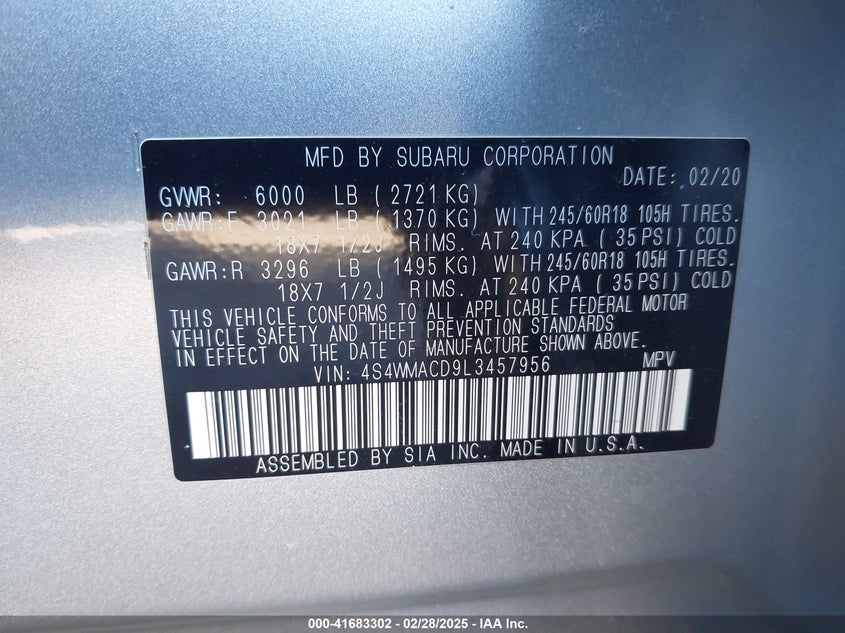 MFD BY SUBARU CORPORATION
DATE: 02/20
GVWR: 6000 LB ( 2721 KG)
GAWR:F 3021 LB ( 1370 KG) WITH 245/60R18 105H TIRES.
18X7 1/2J RIMS. AT 240 KPA ( 35 PSI) COLD
GAWR:R 3296 LB ( 1495 KG) WITH 245/60R18 105H TIRES.
18X7 1/2J RIMS. AT 240 KPA ( 35 PSI) COLD
THIS VEHICLE CONFORMS TO ALL APPLICABLE FEDERAL MOTOR
VEHICLE SAFETY AND THEFT PREVENTION STANDARDS
IN EFFECT ON THE DATE OF MANUFACTURE SHOWN ABOVE.
VIN: 4S4WMACD9L3457956 MPV
ASSEMBLED BY SIA INC. MADE IN U.S.A.
000-41683302 - 02/28/2025 - IAA Inc.